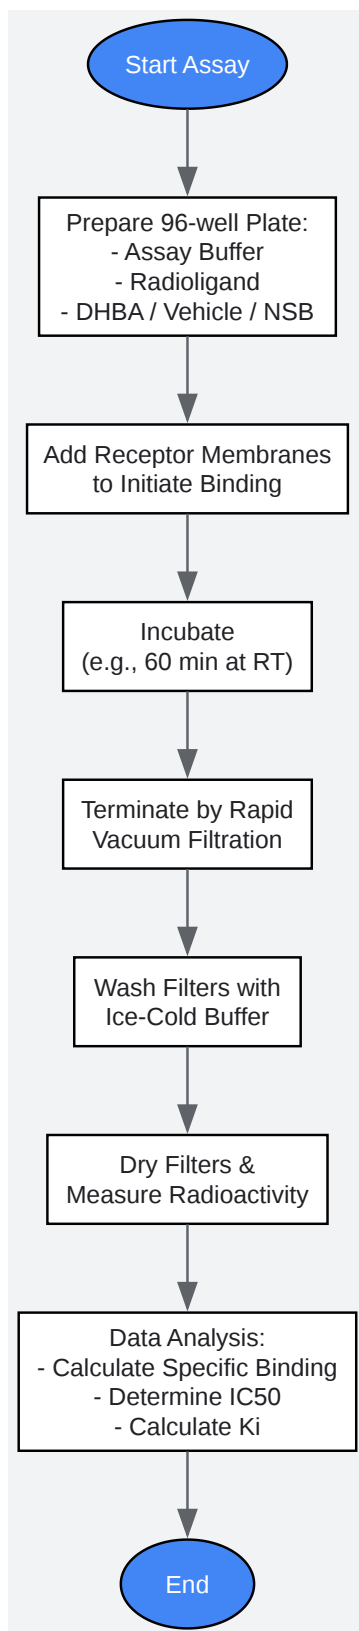 Start Assay
Prepare 96-well Plate:
- Assay Buffer
- Radioligand
- DHBA / Vehicle / NSB
Add Receptor Membranes
to Initiate Binding
Incubate
(e.g., 60 min at RT)
Terminate by Rapid
Vacuum Filtration
Wash Filters with
Ice-Cold Buffer
Dry Filters &
Measure Radioactivity
Data Analysis:
- Calculate Specific Binding
- Determine IC50
- Calculate Ki
End